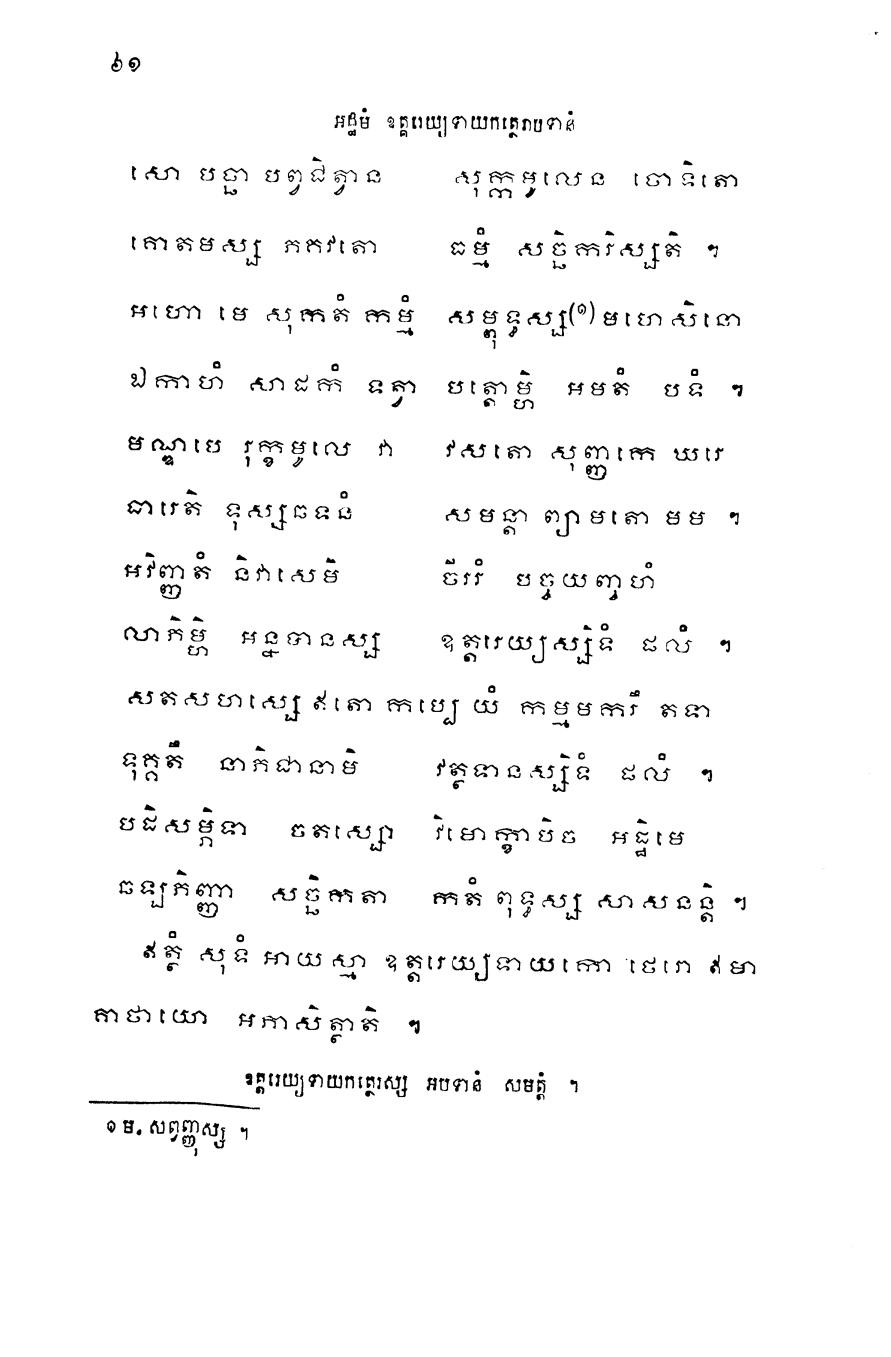 ៦១
អដ្ឋមំ ឧត្តរេយ្យទាយកត្ថេរាបទានំ
សោ បច្ឆា បព្វជិត្វាន សុក្កមូលេន ចោទិតោ
គោតមស្ស ភគវតោ ធម្មំ សច្ឆិករិស្សតិ ។
អហោ មេ សុកតំ កម្មំ សម្ពុទ្ធស្ស(១)មហេសិនោ
ឯកាហំ សាដកំ ទត្វា បត្តោម្ហិ អមតំ បទំ ។
មណ្ឌបេ រុក្ខមូលេ វា វសតោ សុញ្ញកេ ឃរេ
ធារេតិ ទុស្សឆទនំ សមន្តា ព្យាមតោ មម ។
អវិញ្ញតំ និវាសេមិ ចីវរំ បច្ចយញ្ចហំ
លាភិម្ហិ អន្នបានស្ស ឧត្តរេយ្យស្សិទំ ផលំ ។
សតសហស្សេ ឥតោ កប្បេ យំ កម្មមករឹ តទា
ទុគ្គតឹ នាភិជានាមិ វត្ថទានស្សិទំ ផលំ ។
បដិសម្ភិទា ចតស្សោ វិមោក្ខាបិច អដ្ឋិមេ
ឆឡភិញ្ញា សច្ឆិកតា កតំ ពុទ្ធស្ស សាសនន្តិ ។
ឥត្ថំ សុទំ អាយស្មា ឧត្តរេយ្យទាយកោ ថេរោ ឥមា
គាថាយោ អភាសិត្ថាតិ ។
ឧត្តរេយ្យទាយកត្ថេរស្ស អបទានំ សមត្តំ ។
១ ម. សព្វញ្ញុស្ស ។